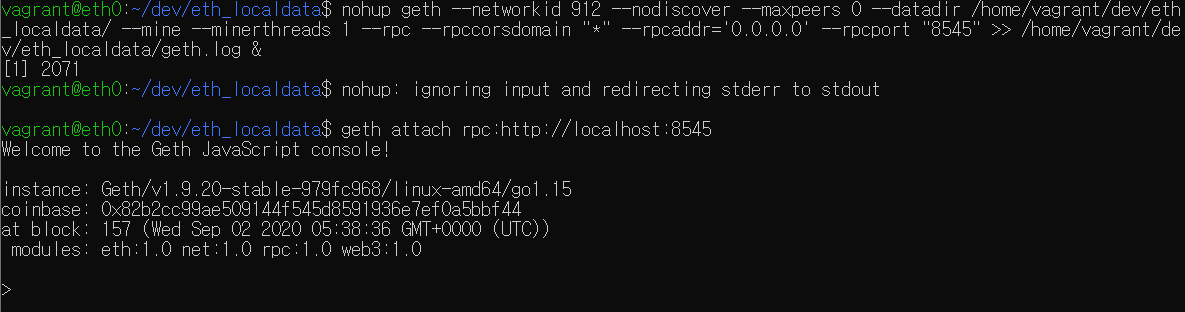 vagrant@eth0:~/dev/eth_localdata$ nohup geth --networkid 912 --nodiscover --maxpeers 0 --datadir /home/vagrant/dev/eth
_localdata/ --mine --minerthreads 1 --rpc --rpccorsdomain "*" --rpcaddr='0.0.0.0' --rpcport "8545" >> /home/vagrant/de
v/eth_localdata/geth.log &
[1] 2071
vagrant@eth0:~/dev/eth_localdata$ nohup: ignoring input and redirecting stderr to stdout
vagrant@eth0:~/dev/eth_localdata$ geth attach rpc:http://localhost:8545
Welcome to the Geth JavaScript console!
instance: Geth/v1.9.20-stable-979fc968/linux-amd64/go1.15
coinbase: 0x82b2cc99ae509144f545d8591936e7ef0a5bbf44
at block: 157 (Wed Sep 02 2020 05:38:36 GMT+0000 (UTC))
modules: eth:1.0 net:1.0 rpc:1.0 web3:1.0
>